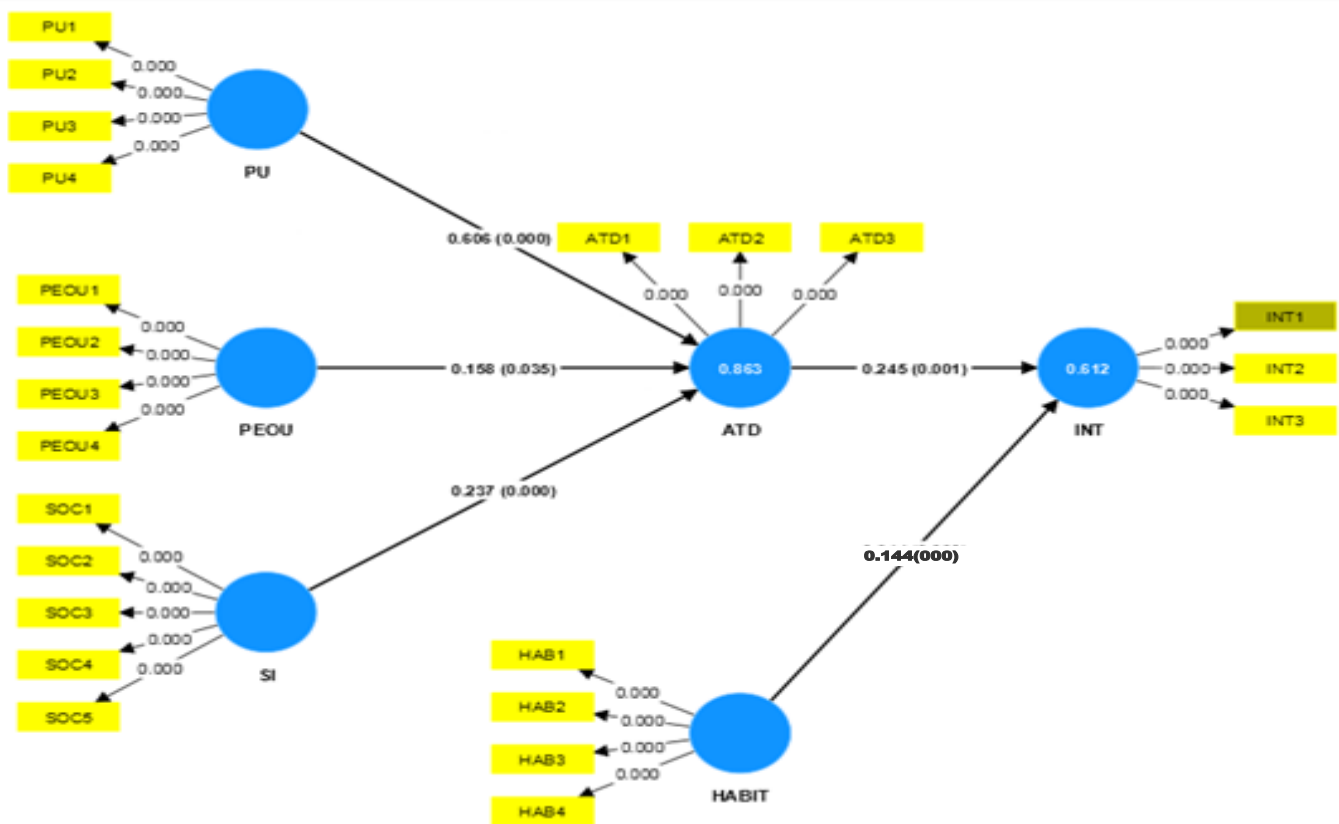 PU1
PU2
PU3
PU4
0.000
0.000
0.000
0.000
PU
0.606 (0.000)
ATD1
ATD2
ATD3
0.000
0.000
0.000
PEOU1
PEOU2
PEOU3
PEOU4
0.000
0.000
0.000
0.000
PEOU
0.158 (0.035)
0.863
ATD
0.245 (0.001)
0.612
INT
0.000
0.000
0.000
INT1
INT2
INT3
0.237 (0.000)
SOC1
SOC2
SOC3
SOC4
SOC5
0.000
0.000
0.000
0.000
0.000
SI
0.144(000)
HAB1
HAB2
HAB3
HAB4
0.000
0.000
0.000
0.000
HABIT